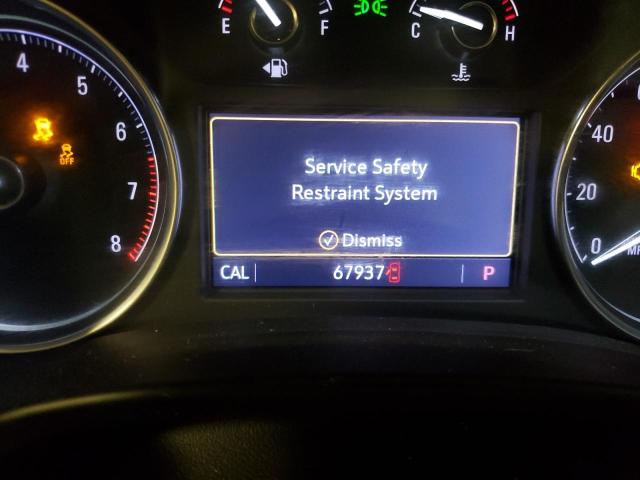 E F
C H
4
5
6
7
8
OFF
Service Safety
Restraint System
Dismiss
CAL 67937 P
40
20
0